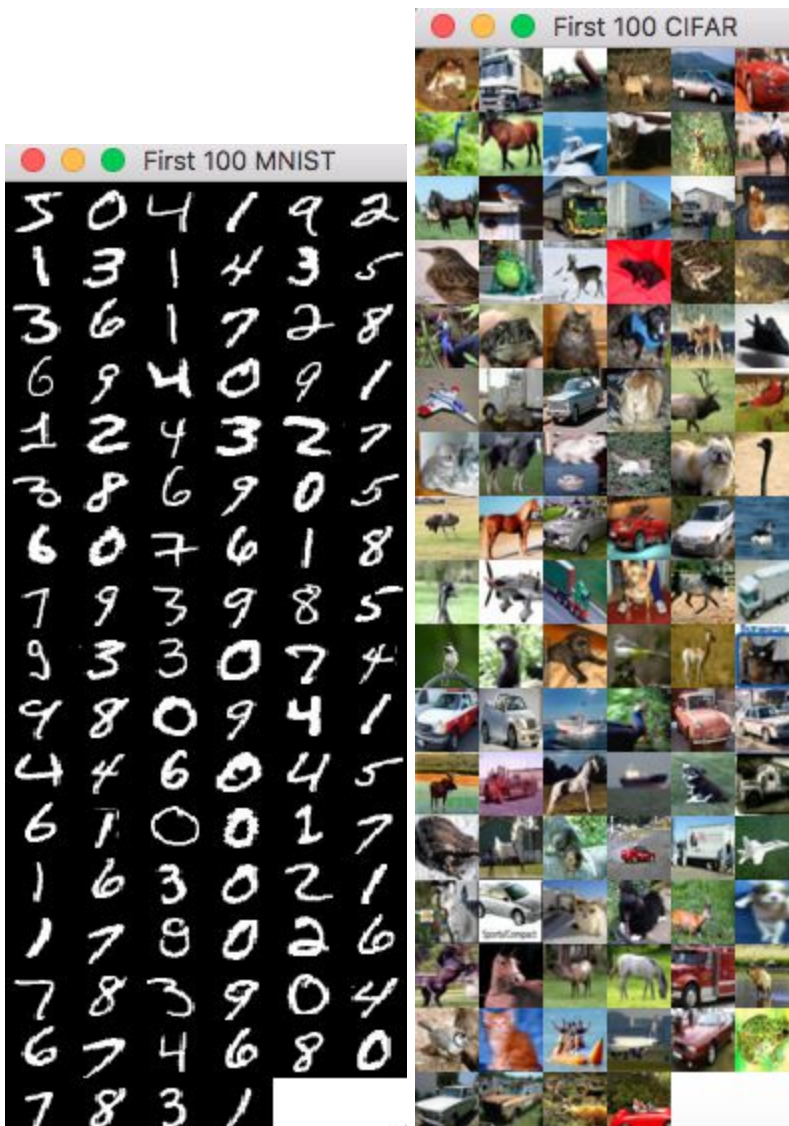 First 100 CIFAR
First 100 MNIST
5 0 4 1 9 2
1 3 1 4 3 5
3 6 1 7 2 8
6 9 4 0 9 1
1 2 4 3 2 7
3 8 6 9 0 5
6 0 7 6 1 8
7 9 3 9 8 5
9 3 3 0 7 4
9 8 0 9 4 1
4 4 6 0 4 5
6 1 0 0 1 7
1 6 3 0 2 1
1 7 8 0 2 6
7 8 3 9 0 4
6 7 4 6 8 0
7 8 3 1
Sports/Compact